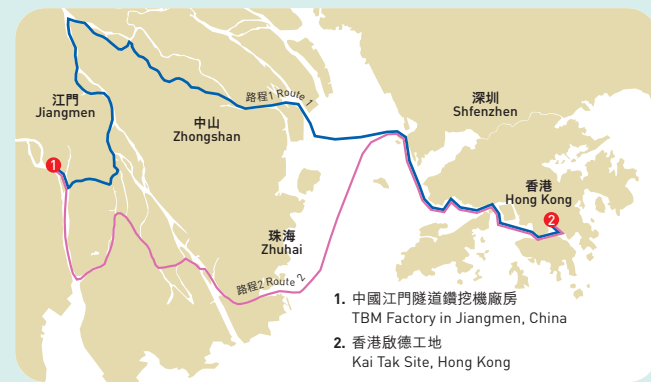 江門
Jiangmen
中山
Zhongshan
路程1 Route 1
深圳
Shfenzhen
香港
Hong Kong
1
2
珠海
Zhuhai
路程2 Route 2
1. 中國江門隧道鑽挖機廠房
TBM Factory in Jiangmen, China
2. 香港啟德工地
Kai Tak Site, Hong Kong